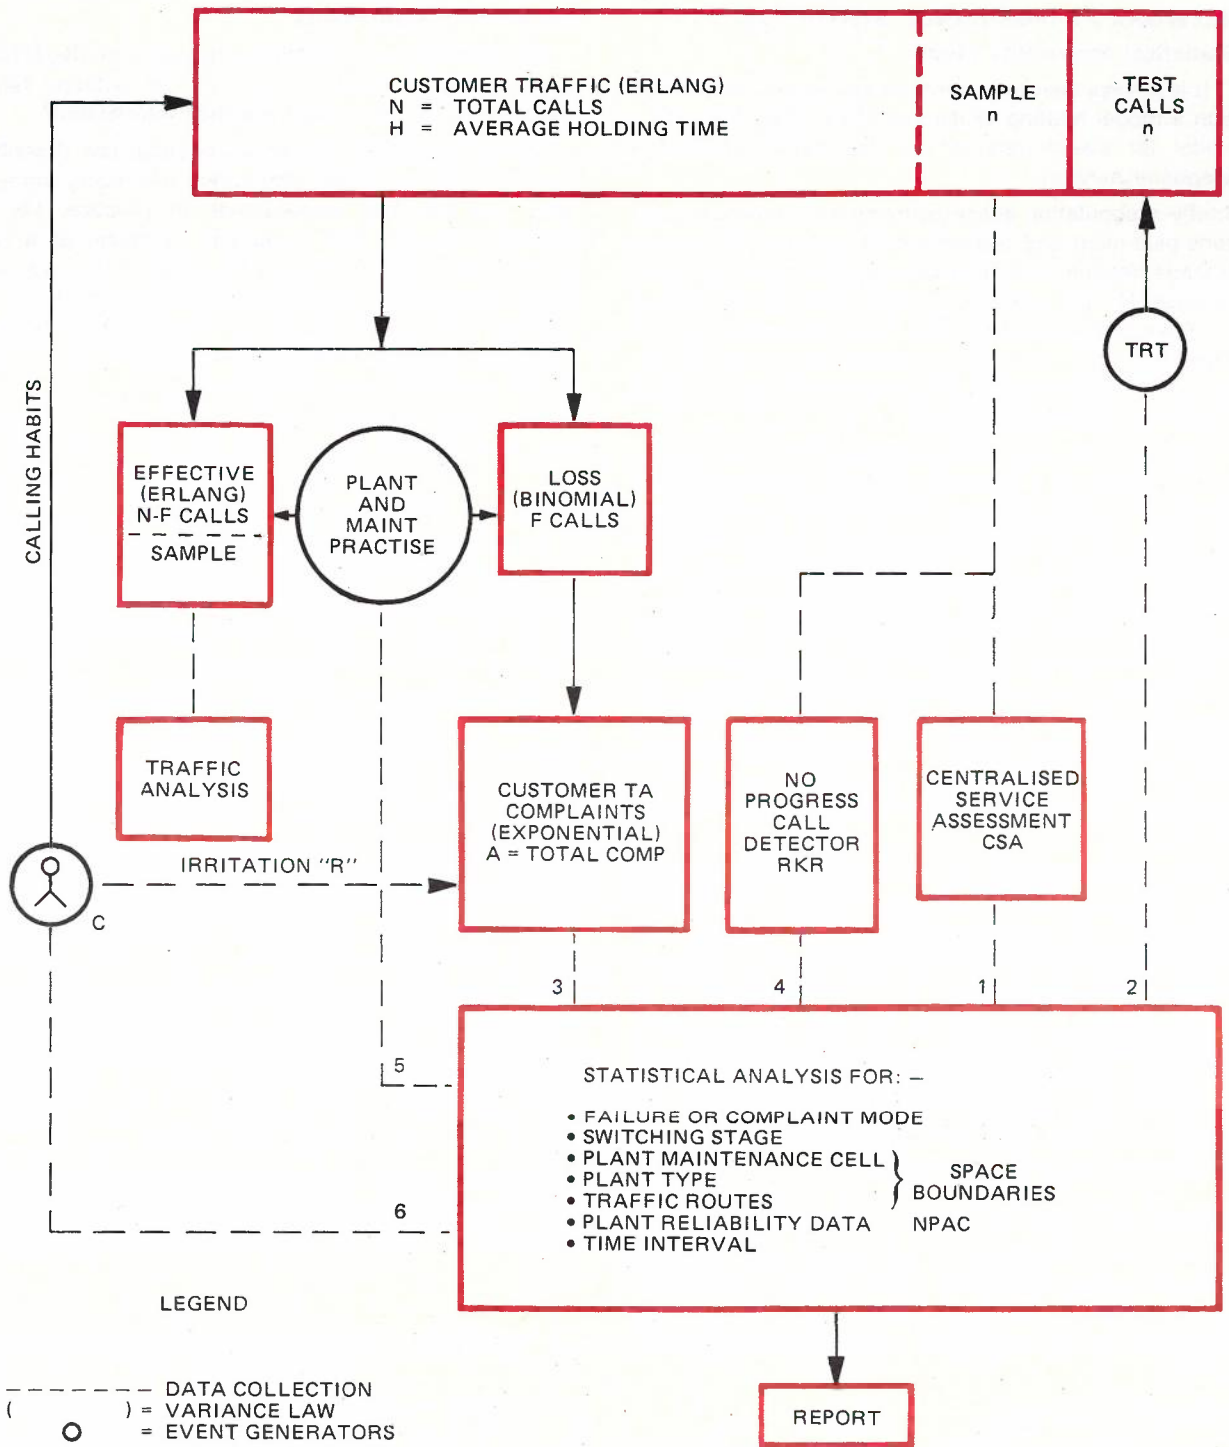 CUSTOMER TRAFFIC (ERLANG)
N = TOTAL CALLS
H = AVERAGE HOLDING TIME
SAMPLE
n
TEST
CALLS
n
TRT
CALLING HABITS
EFFECTIVE
(ERLANG)
N-F CALLS
SAMPLE
PLANT
AND
MAINT
PRACTISE
LOSS
(BINOMIAL)
F CALLS
TRAFFIC
ANALYSIS
CUSTOMER TA
COMPLAINTS
(EXPONENTIAL)
A = TOTAL COMP
NO
PROGRESS
CALL
DETECTOR
RKR
CENTRALISED
SERVICE
ASSESSMENT
CSA
IRRITATION "R"
C
3
4
1
2
5
6
STATISTICAL ANALYSIS FOR: –
• FAILURE OR COMPLAINT MODE
• SWITCHING STAGE
• PLANT MAINTENANCE CELL
• PLANT TYPE
• TRAFFIC ROUTES
} SPACE
BOUNDARIES
• PLANT RELIABILITY DATA NPAC
• TIME INTERVAL
REPORT
LEGEND
------- DATA COLLECTION
( ) = VARIANCE LAW
O = EVENT GENERATORS